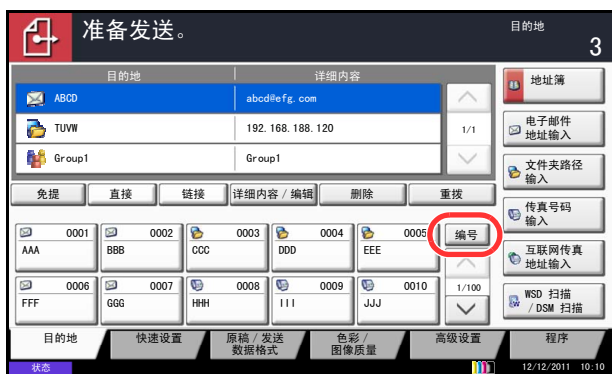 准备发送。
目的地
3
目的地 详细内容
ABCD abcd@efg.com
TUVW 192.168.188.120 1/1
Group1 Group1
免提 直接 链接 详细内容 / 编辑 删除 重拨
0001 0002 0003 0004 0005 编号
AAA BBB CCC DDD EEE
0006 0007 0008 0009 0010 1/100
FFF GGG HHH III JJJ
地址簿
电子邮件
地址输入
文件夹路径
输入
传真号码
输入
互联网传真
地址输入
WSD 扫描
/DSM 扫描
目的地 快速设置 原稿 / 发送
数据格式 色彩 /
图像质量 高级设置 程序
状态 12/12/2011 10:10